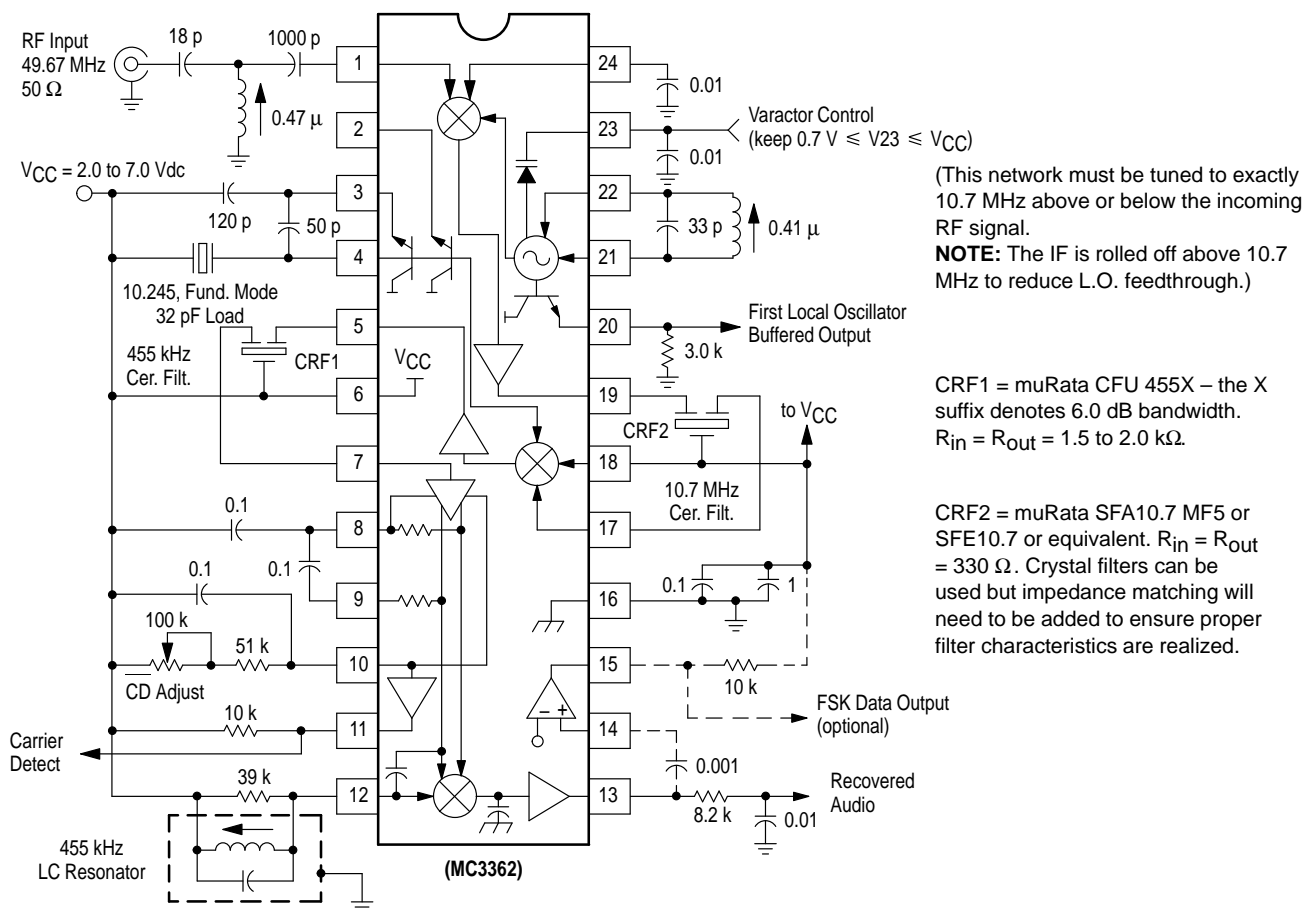 RF Input
49.67 MHz
50 Ω
18 p
1000 p
0.47 μ
VCC = 2.0 to 7.0 Vdc
120 p
50 p
10.245, Fund. Mode
32 pF Load
455 kHz
Cer. Filt.
CRF1
0.1
0.1
0.1
100 k
51 k
CD Adjust
10 k
Carrier
Detect
39 k
455 kHz
LC Resonator
1
2
3
4
5
6
7
8
9
10
11
12
VCC
– +
(MC3362)
24
23
22
21
20
19
18
17
16
15
14
13
0.01
Varactor Control
(keep 0.7 V ≤ V23 ≤ VCC)
0.01
33 p
0.41 μ
First Local Oscillator
Buffered Output
3.0 k
to VCC
CRF2
10.7 MHz
Cer. Filt.
0.1
1
10 k
FSK Data Output
(optional)
0.001
8.2 k
Recovered
Audio
0.01
(This network must be tuned to exactly
10.7 MHz above or below the incoming
RF signal.
NOTE: The IF is rolled off above 10.7
MHz to reduce L.O. feedthrough.)
CRF1 = muRata CFU 455X – the X
suffix denotes 6.0 dB bandwidth.
Rin = Rout = 1.5 to 2.0 kΩ.
CRF2 = muRata SFA10.7 MF5 or
SFE10.7 or equivalent. Rin = Rout
= 330 Ω. Crystal filters can be
used but impedance matching will
need to be added to ensure proper
filter characteristics are realized.